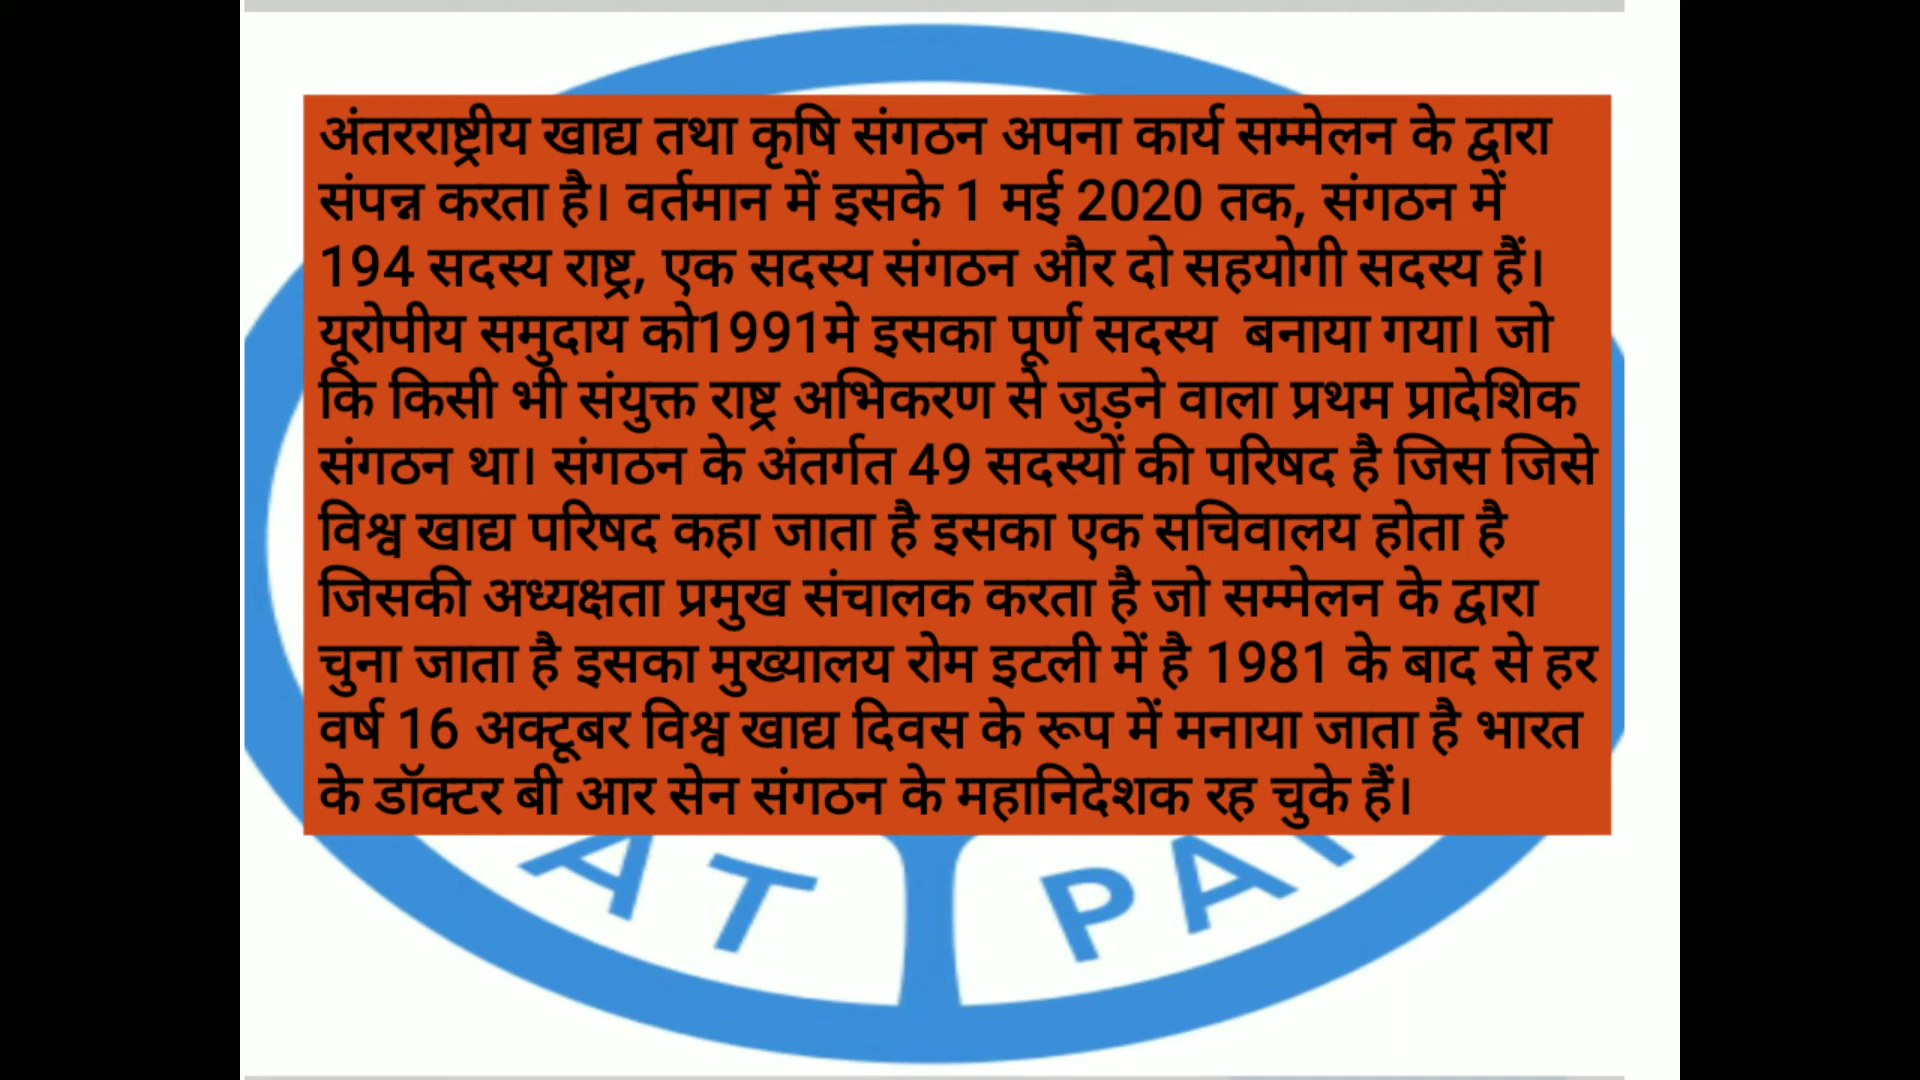 अंतरराष्ट्रीय खाद्य तथा कृषि संगठन अपना कार्य सम्मेलन के द्वारा
संपन्न करता है। वर्तमान में इसके 1 मई 2020 तक, संगठन में
194 सदस्य राष्ट्र, एक सदस्य संगठन और दो सहयोगी सदस्य हैं।
यूरोपीय समुदाय को1991मे इसका पूर्ण सदस्य बनाया गया। जो
कि किसी भी संयुक्त राष्ट्र अभिकरण से जुड़ने वाला प्रथम प्रादेशिक
संगठन था। संगठन के अंतर्गत 49 सदस्यों की परिषद है जिस जिसे
विश्व खाद्य परिषद कहा जाता है इसका एक सचिवालय होता है
जिसकी अध्यक्षता प्रमुख संचालक करता है जो सम्मेलन के द्वारा
चुना जाता है इसका मुख्यालय रोम इटली में है 1981 के बाद से हर
वर्ष 16 अक्टूबर विश्व खाद्य दिवस के रूप में मनाया जाता है भारत
के डॉक्टर बी आर सेन संगठन के महानिदेशक रह चुके हैं।
AT PA